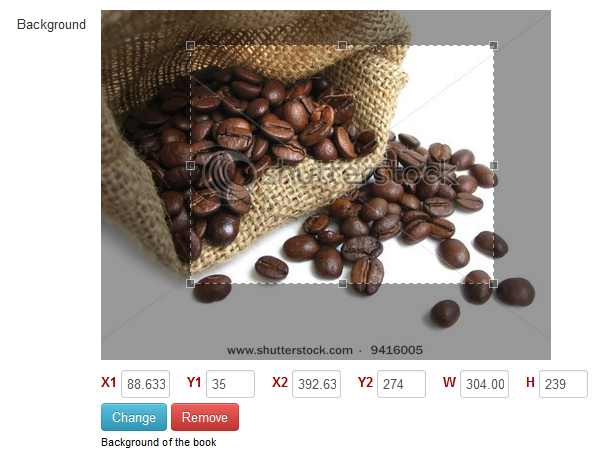 Background
shutterstock
www.shutterstock.com · 9416005
X1 88.633 Y1 35 X2 392.63 Y2 274 W 304.00 H 239
Change Remove
Background of the book